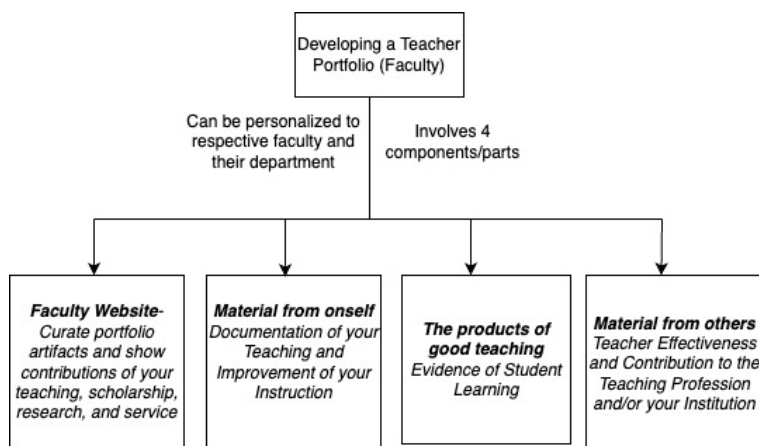 Developing a Teacher
Portfolio (Faculty)
Can be personalized to
respective faculty and
their department
Involves 4
components/parts
Faculty Website-
Curate portfolio
artifacts and show
contributions of your
teaching, scholarship,
research, and service
Material from onself
Documentation of your
Teaching and
Improvement of your
Instruction
The products of
good teaching
Evidence of Student
Learning
Material from others
Teacher Effectiveness
and Contribution to the
Teaching Profession
and/or your Institution